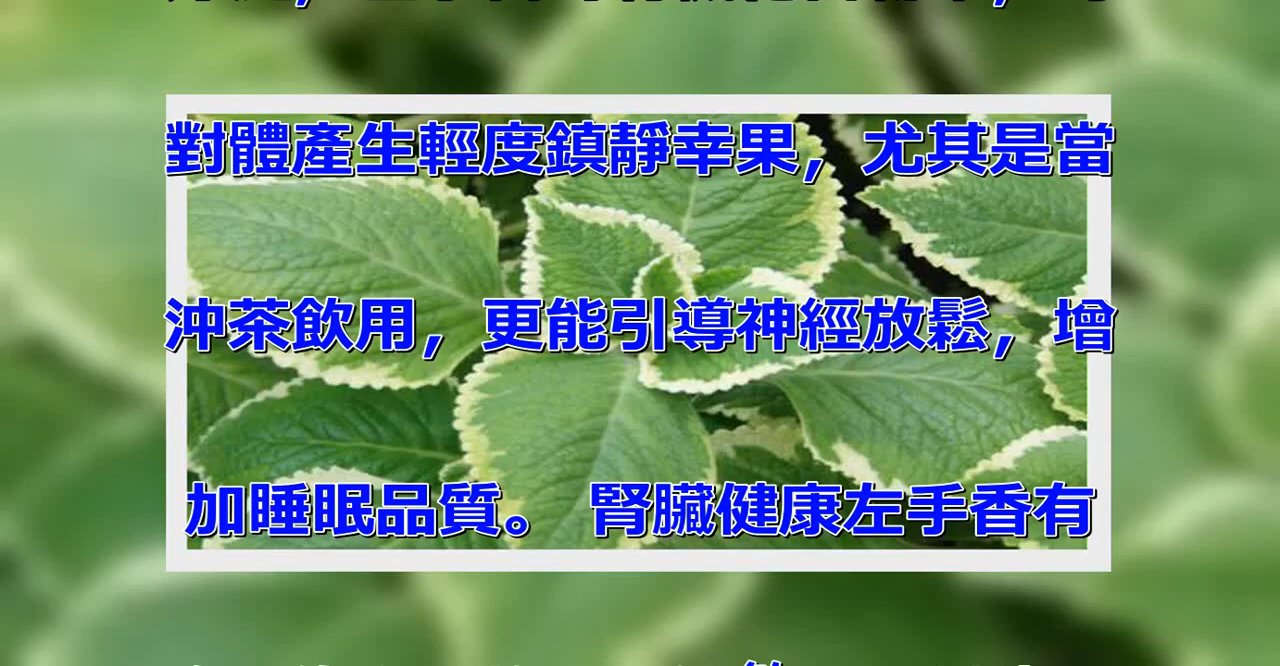 對體產生輕度鎮靜幸果，尤其是當
沖茶飲用，更能引導神經放鬆，增
加睡眠品質。 腎臟健康左手香有